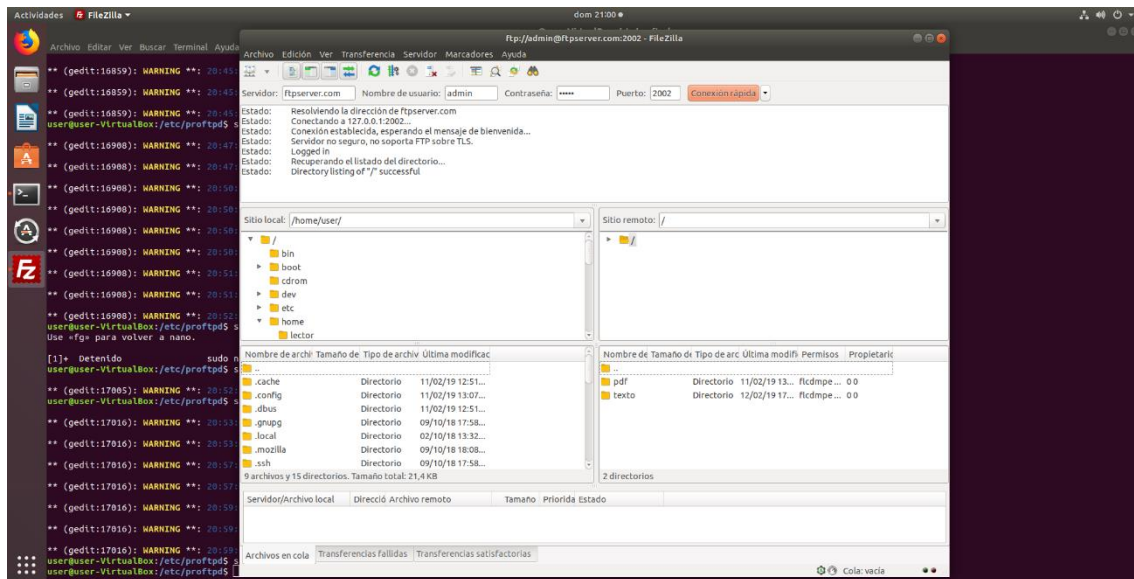 Actividades FileZilla dom 21:00
Archivo Editar Ver Buscar Terminal Ayuda
** (gedit:16859): WARNING **: 20:45:
** (gedit:16859): WARNING **: 20:45:
** (gedit:16859): WARNING **: 20:45:
user@user-VirtualBox:/etc/proftpd$ s
** (gedit:16908): WARNING **: 20:47:
** (gedit:16908): WARNING **: 20:47:
** (gedit:16908): WARNING **: 20:50:
** (gedit:16908): WARNING **: 20:50:
** (gedit:16908): WARNING **: 20:50:
** (gedit:16908): WARNING **: 20:50:
** (gedit:16908): WARNING **: 20:51:
** (gedit:16908): WARNING **: 20:51:
** (gedit:16908): WARNING **: 20:52:
user@user-VirtualBox:/etc/proftpd$ s
Use «fg» para volver a nano.
[1]+ Detenido sudo n
user@user-VirtualBox:/etc/proftpd$ s
** (gedit:17005): WARNING **: 20:52:
user@user-VirtualBox:/etc/proftpd$ s
** (gedit:17016): WARNING **: 20:53:
** (gedit:17016): WARNING **: 20:53:
** (gedit:17016): WARNING **: 20:57:
** (gedit:17016): WARNING **: 20:57:
** (gedit:17016): WARNING **: 20:59:
** (gedit:17016): WARNING **: 20:59:
** (gedit:17016): WARNING **: 20:59:
user@user-VirtualBox:/etc/proftpd$ s
user@user-VirtualBox:/etc/proftpd$
ftp://admin@ftpserver.com:2002 - FileZilla
Archivo Edición Ver Transferencia Servidor Marcadores Ayuda
Servidor: ftpserver.com Nombre de usuario: admin Contraseña: ••••• Puerto: 2002 Conexión rápida
Estado: Resolviendo la dirección de ftpserver.com
Estado: Conectando a 127.0.0.1:2002...
Estado: Conexión establecida, esperando el mensaje de bienvenida...
Estado: Servidor no seguro, no soporta FTP sobre TLS.
Estado: Logged in
Estado: Recuperando el listado del directorio...
Estado: Directory listing of "/" successful
Sitio local: /home/user/
/
bin
boot
cdrom
dev
etc
home
lector
Sitio remoto: /
/
Nombre de archi Tamaño de Tipo de archiv Última modificac
..
.cache Directorio 11/02/19 12:51...
.config Directorio 11/02/19 13:07...
.dbus Directorio 11/02/19 12:51...
.gnupg Directorio 09/10/18 17:58...
.local Directorio 02/10/18 13:32...
.mozilla Directorio 09/10/18 18:08...
.ssh Directorio 09/10/18 17:58...
9 archivos y 15 directorios. Tamaño total: 21,4 KB
Nombre de Tamaño de Tipo de arc Última modifi Permisos Propietaric
..
pdf Directorio 11/02/19 13... flcdmpe ... 0 0
texto Directorio 12/02/19 17... flcdmpe ... 0 0
2 directorios
Servidor/Archivo local Direcció Archivo remoto Tamaño Priorida Estado
Archivos en cola Transferencias fallidas Transferencias satisfactorias
Cola: vacía